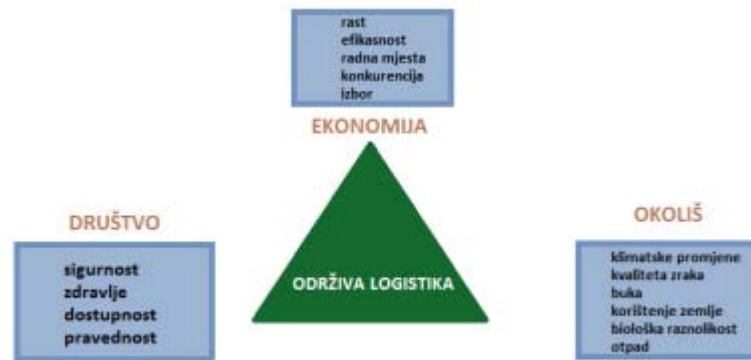 rast
efikasnost
radna mjesta
konkurencija
izbor
EKONOMIJA
DRUŠTVO
sigurnost
zdravlje
dostupnost
pravednost
ODRŽIVA LOGISTIKA
OKOLIŠ
klimatske promjene
kvaliteta zraka
buka
korištenje zemlje
biološka raznolikost
otpad